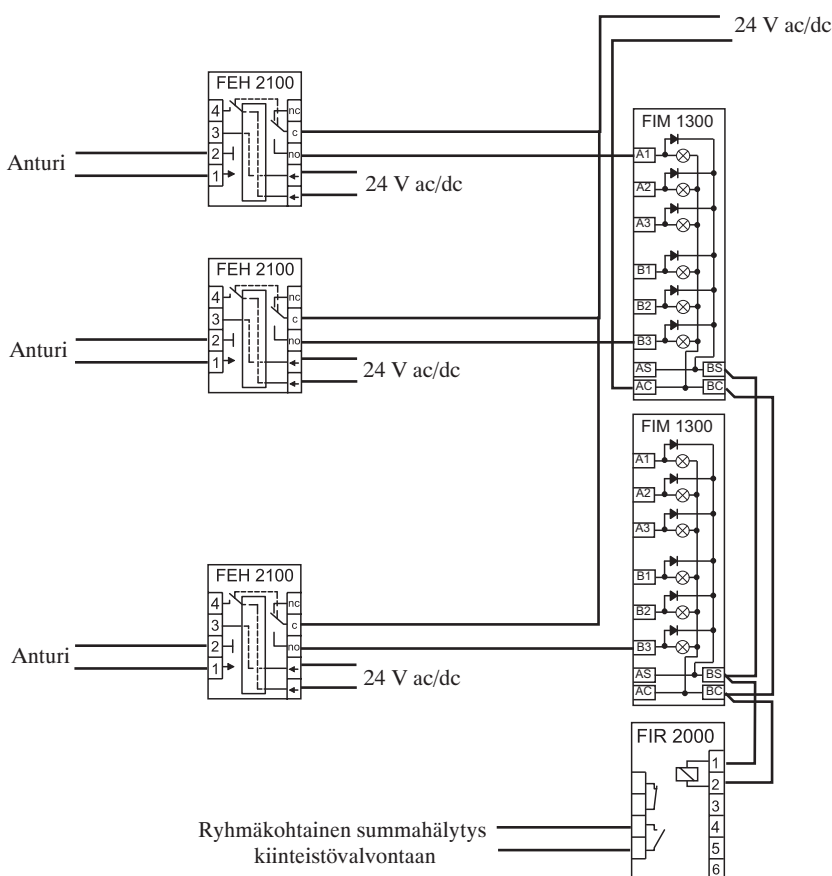 24 V ac/dc
FEH 2100
4
3
2
1
nc
c
no
Anturi
24 V ac/dc
FIM 1300
A1
A2
A3
B1
B2
B3
AS
BS
AC
BC
FEH 2100
4
3
2
1
nc
c
no
Anturi
24 V ac/dc
FIM 1300
A1
A2
A3
B1
B2
B3
AS
BS
AC
BC
FEH 2100
4
3
2
1
nc
c
no
Anturi
24 V ac/dc
FIR 2000
1
2
3
4
5
6
Ryhmäkohtainen summahälytys
kiinteistövalvontaan